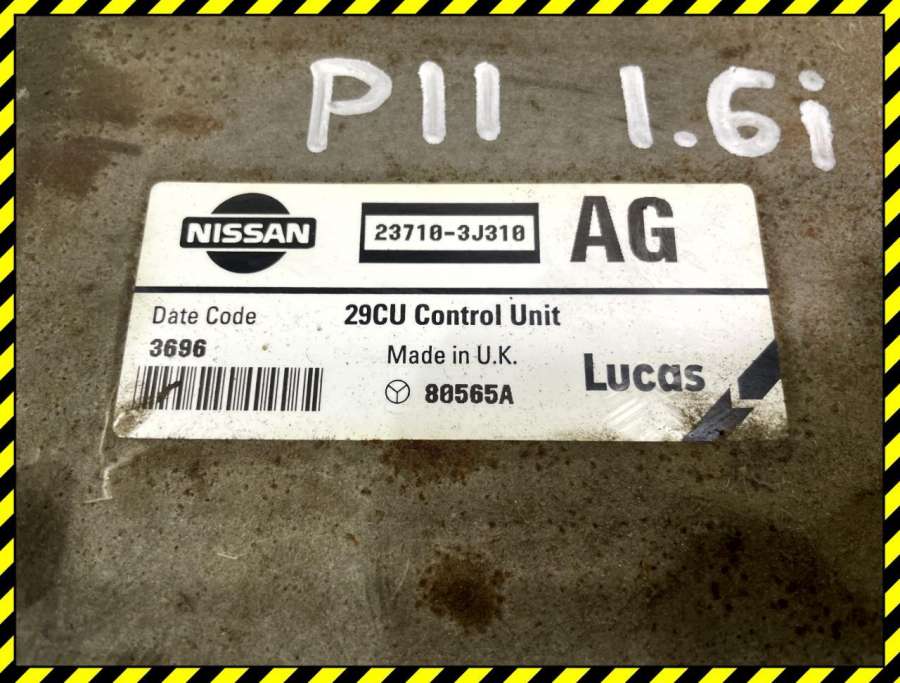 P11 1.6i
NISSAN
23710-3J310
AG
Date Code
29CU Control Unit
3696
Made in U.K.
80565A
Lucas